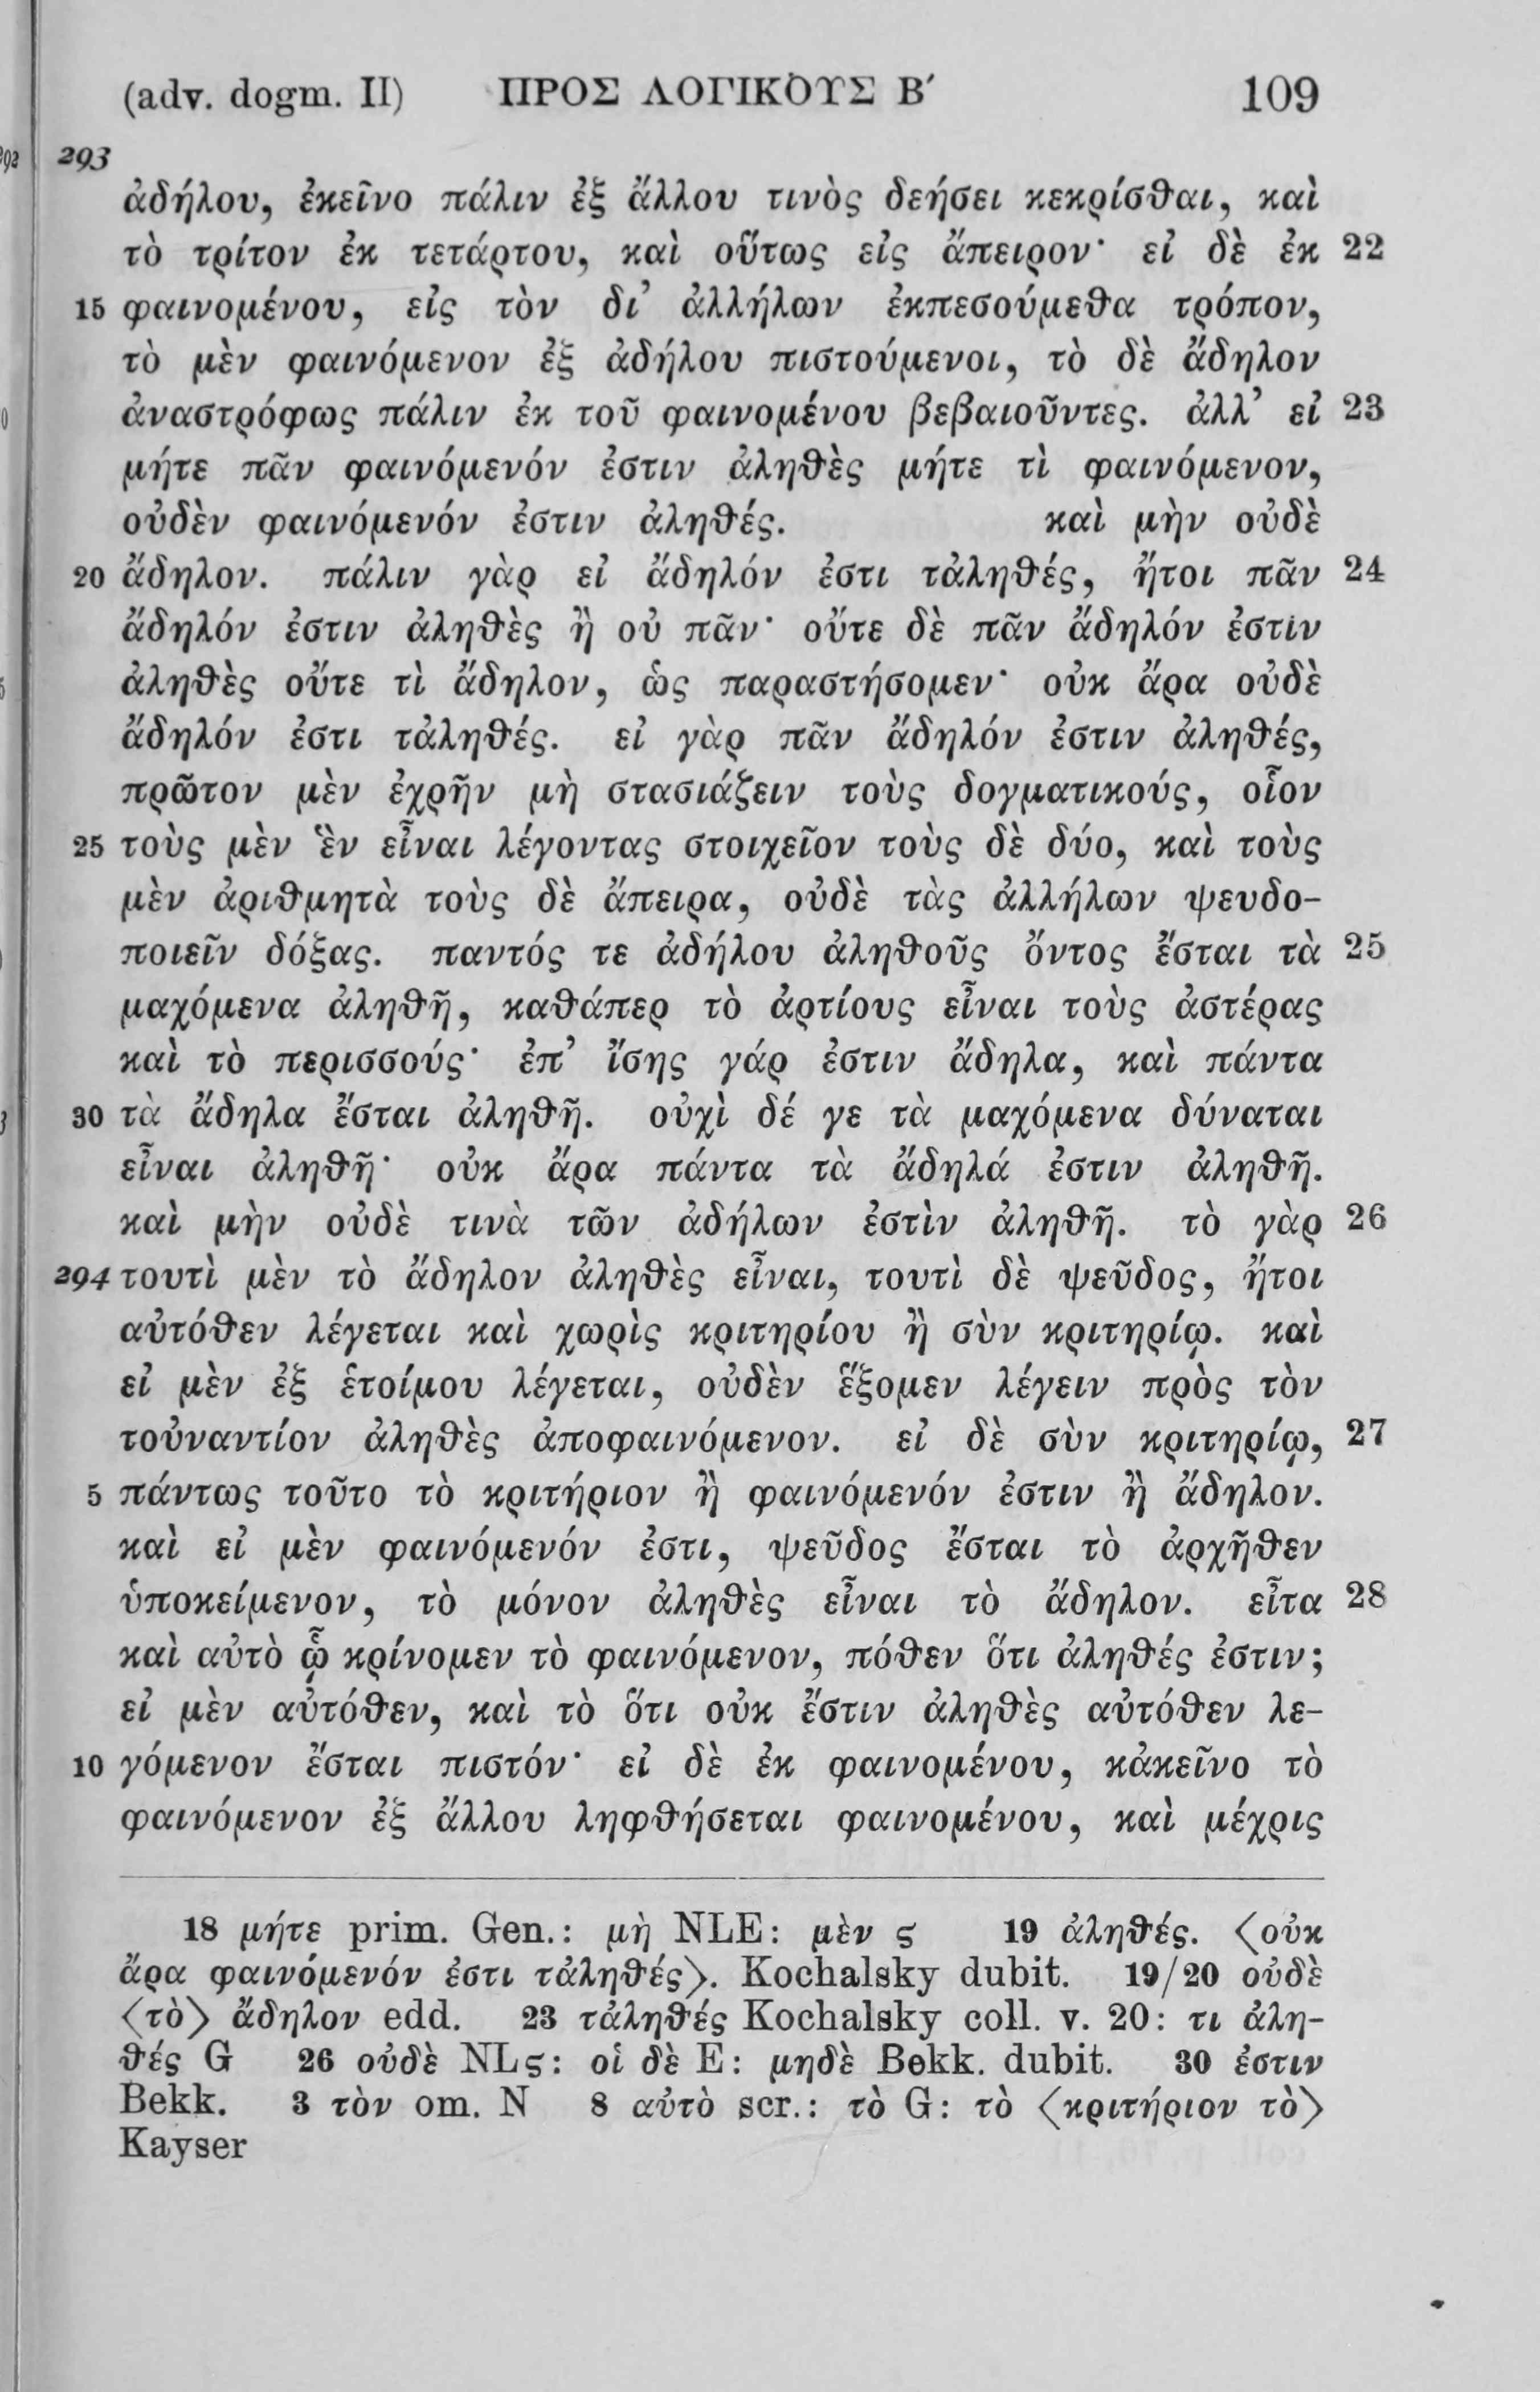 (adv. dogm. II) ΠΡΟΣ ΛΟΓΙΚΟΥΣ Β′ 109
293
ἀδήλου, ἐκεῖνο πάλιν ἐξ ἄλλου τινὸς δεήσει κεκρίσθαι, καὶ
τὸ τρίτον ἐκ τετάρτου, καὶ οὕτως εἰς ἄπειρον· εἰ δὲ ἐκ 22
15 φαινομένου, εἰς τὸν δι’ ἀλλήλων ἐκπεσούμεθα τρόπον,
τὸ μὲν φαινόμενον ἐξ ἀδήλου πιστούμενοι, τὸ δὲ ἄδηλον
ἀναστρόφως πάλιν ἐκ τοῦ φαινομένου βεβαιοῦντες. ἀλλ’ εἰ 23
μήτε πᾶν φαινόμενόν ἐστιν ἀληθὲς μήτε τὶ φαινόμενον,
οὐδὲν φαινόμενόν ἐστιν ἀληθές. καὶ μὴν οὐδὲ
20 ἄδηλον. πάλιν γὰρ εἰ ἄδηλόν ἐστι τἀληθές, ἤτοι πᾶν 24
ἄδηλόν ἐστιν ἀληθὲς ἢ οὐ πᾶν· οὔτε δὲ πᾶν ἄδηλόν ἐστιν
ἀληθὲς οὔτε τὶ ἄδηλον, ὡς παραστήσομεν· οὐκ ἄρα οὐδὲ
ἄδηλόν ἐστι τἀληθές. εἰ γὰρ πᾶν ἄδηλόν ἐστιν ἀληθές,
πρῶτον μὲν ἐχρῆν μὴ στασιάζειν τοὺς δογματικούς, οἷον
25 τοὺς μὲν ἓν εἶναι λέγοντας στοιχεῖον τοὺς δὲ δύο, καὶ τοὺς
μὲν ἀριθμητὰ τοὺς δὲ ἄπειρα, οὐδὲ τὰς ἀλλήλων ψευδο-
ποιεῖν δόξας. παντός τε ἀδήλου ἀληθοῦς ὄντος ἔσται τὰ 25
μαχόμενα ἀληθῆ, καθάπερ τὸ ἀρτίους εἶναι τοὺς ἀστέρας
καὶ τὸ περισσούς· ἐπ’ ἴσης γάρ ἐστιν ἄδηλα, καὶ πάντα
30 τὰ ἄδηλα ἔσται ἀληθῆ. οὐχὶ δέ γε τὰ μαχόμενα δύναται
εἶναι ἀληθῆ· οὐκ ἄρα πάντα τὰ ἄδηλά ἐστιν ἀληθῆ.
καὶ μὴν οὐδὲ τινὰ τῶν ἀδήλων ἐστὶν ἀληθῆ. τὸ γὰρ 26
294 τουτὶ μὲν τὸ ἄδηλον ἀληθὲς εἶναι, τουτὶ δὲ ψεῦδος, ἤτοι
αὐτόθεν λέγεται καὶ χωρὶς κριτηρίου ἢ σὺν κριτηρίῳ. καὶ
εἰ μὲν ἐξ ἑτοίμου λέγεται, οὐδὲν ἕξομεν λέγειν πρὸς τὸν
τοὐναντίον ἀληθὲς ἀποφαινόμενον. εἰ δὲ σὺν κριτηρίῳ, 27
5 πάντως τοῦτο τὸ κριτήριον ἢ φαινόμενόν ἐστιν ἢ ἄδηλον.
καὶ εἰ μὲν φαινόμενόν ἐστι, ψεῦδος ἔσται τὸ ἀρχῆθεν
ὑποκείμενον, τὸ μόνον ἀληθὲς εἶναι τὸ ἄδηλον. εἶτα 28
καὶ αὐτὸ ᾧ κρίνομεν τὸ φαινόμενον, πόθεν ὅτι ἀληθές ἐστιν;
εἰ μὲν αὐτόθεν, καὶ τὸ ὅτι οὐκ ἔστιν ἀληθὲς αὐτόθεν λε-
10 γόμενον ἔσται πιστόν· εἰ δὲ ἐκ φαινομένου, κἀκεῖνο τὸ
φαινόμενον ἐξ ἄλλου ληφθήσεται φαινομένου, καὶ μέχρις
18 μήτε prim. Gen.: μὴ NLE: μὲν ς 19 ἀληθές. ⟨οὐκ
ἄρα φαινόμενόν ἐστι τἀληθές⟩. Kochalsky dubit. 19/20 οὐδὲ
⟨τὸ⟩ ἄδηλον edd. 23 τἀληθές Kochalsky coll. v. 20: τι ἀλη-
θές G 26 οὐδὲ NLς: οἱ δὲ E: μηδὲ Bekk. dubit. 30 ἐστιν
Bekk. 3 τὸν om. N 8 αὐτὸ scr.: τὸ G: τὸ ⟨κριτήριον τὸ⟩
Kayser